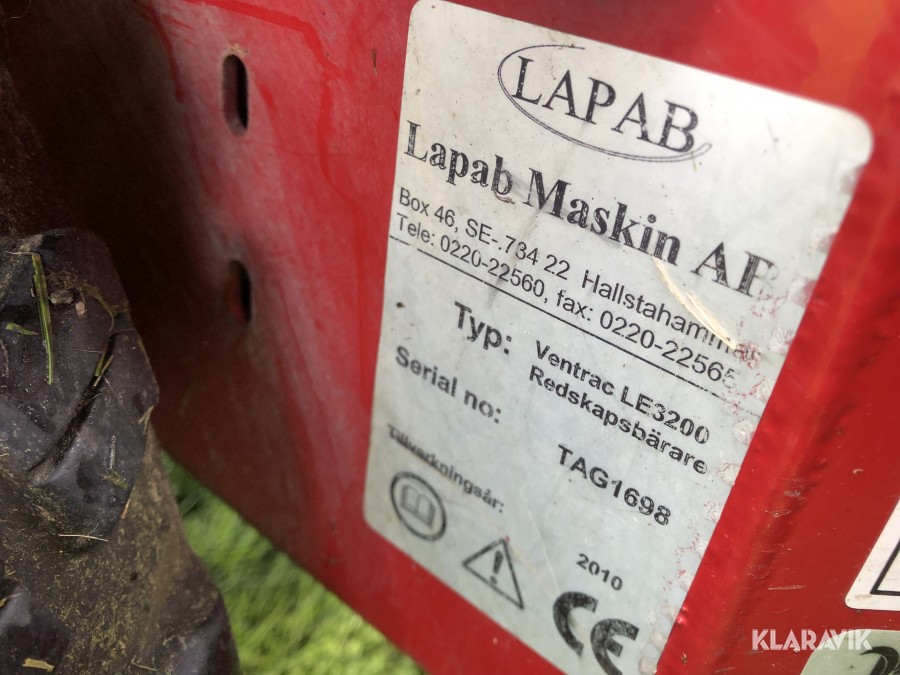 LAPAB
Lapab Maskin AB
Box 46, SE-.734 22 Hallstahammar
Tele: 0220-22560, fax: 0220-22565
Typ: Ventrac LE3200
Redskapsbärare
Serial no: TAG1698
Tillverkningsår: 2010
CE
KLARAVIK